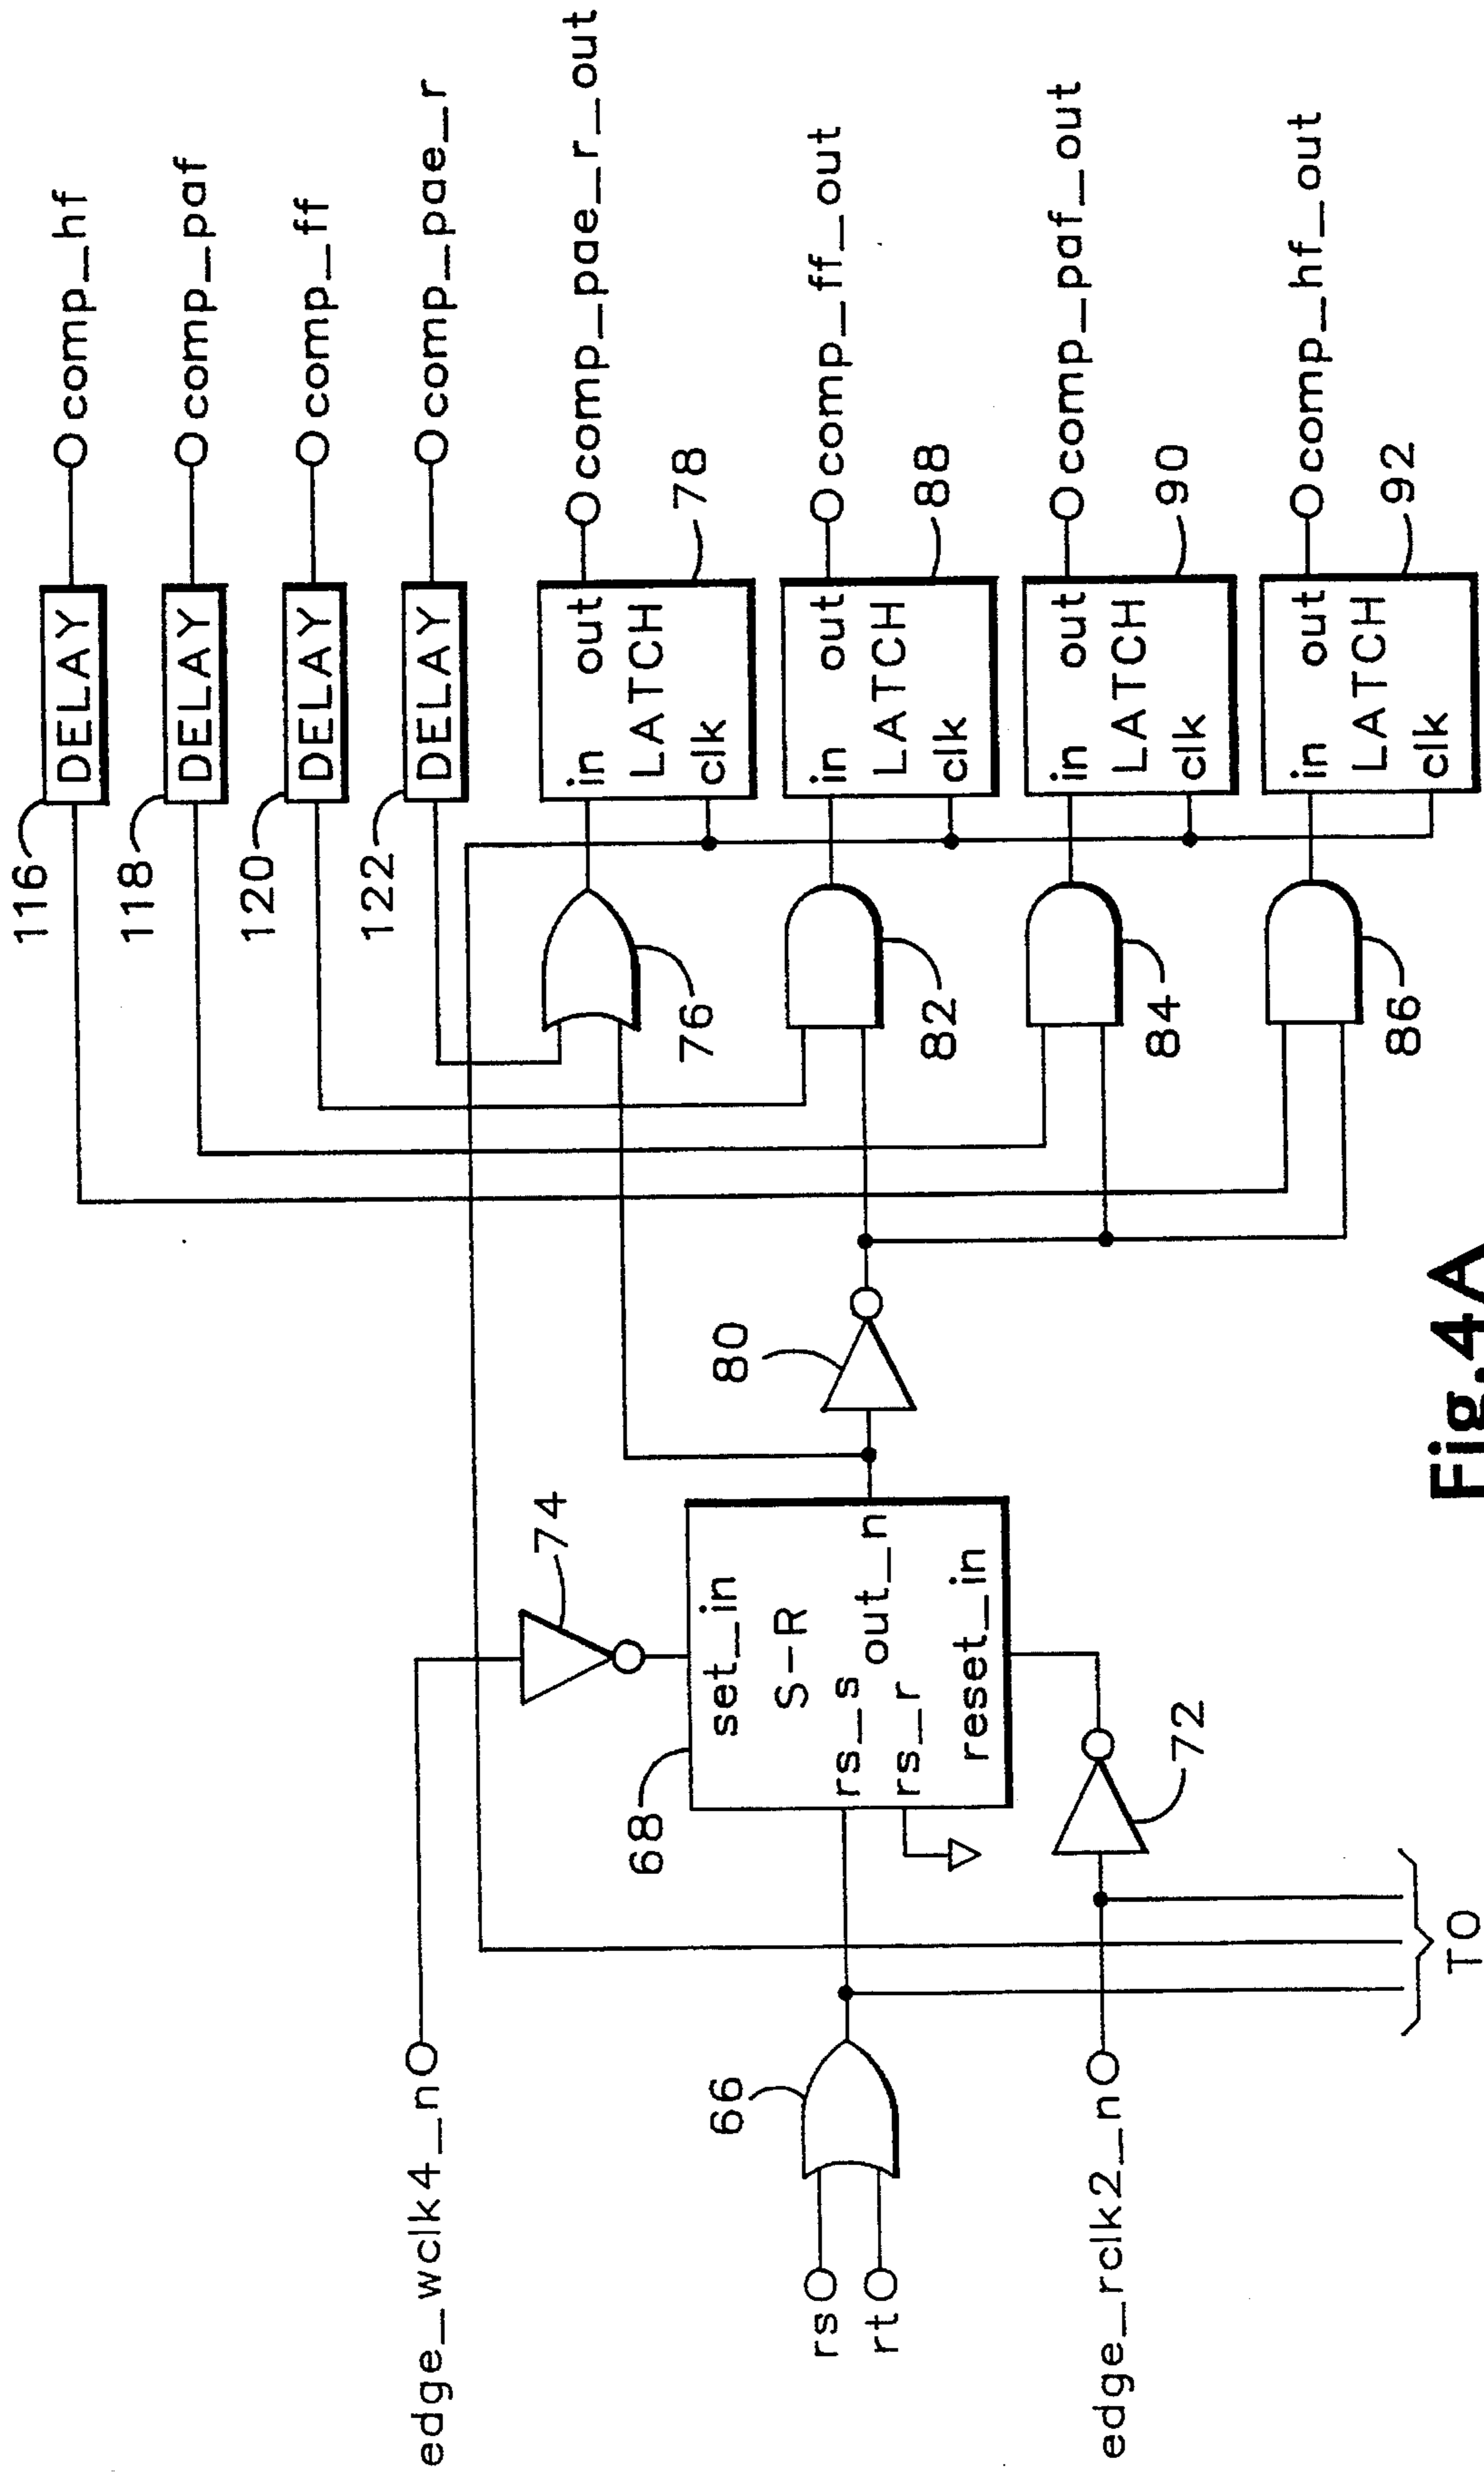 116
DELAY
comp_hf
118
DELAY
comp_paf
120
DELAY
comp_ff
122
DELAY
comp_pae_r
edge_wclk4_n
74
76
in
out
LATCH
clk
comp_pae_r_out
78
68
set_in
S-R
rs_s
out_n
rs_r
reset_in
80
82
in
out
LATCH
clk
comp_ff_out
88
66
rs
rt
84
in
out
LATCH
clk
comp_paf_out
90
edge_rclk2_n
72
86
in
out
LATCH
clk
comp_hf_out
92
TO
Fig.4A